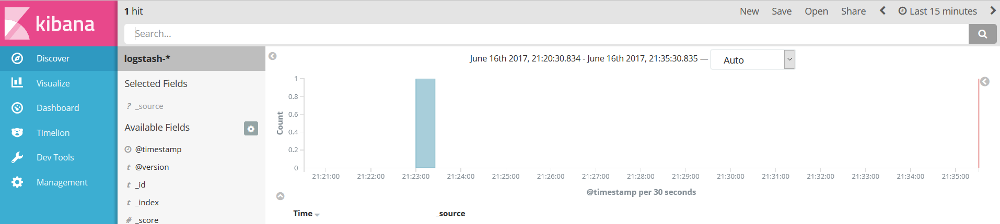 kibana
Discover
Visualize
Dashboard
Timelion
Dev Tools
Management
1 hit
New Save Open Share Last 15 minutes
Search...
logstash-*
Selected Fields
? _source
Available Fields
@timestamp
t @version
t _id
t _index
# _score
June 16th 2017, 21:20:30.834 - June 16th 2017, 21:35:30.835 — Auto
Count
1
0.8
0.6
0.4
0.2
0
21:21:00 21:22:00 21:23:00 21:24:00 21:25:00 21:26:00 21:27:00 21:28:00 21:29:00 21:30:00 21:31:00 21:32:00 21:33:00 21:34:00 21:35:00
@timestamp per 30 seconds
Time _source